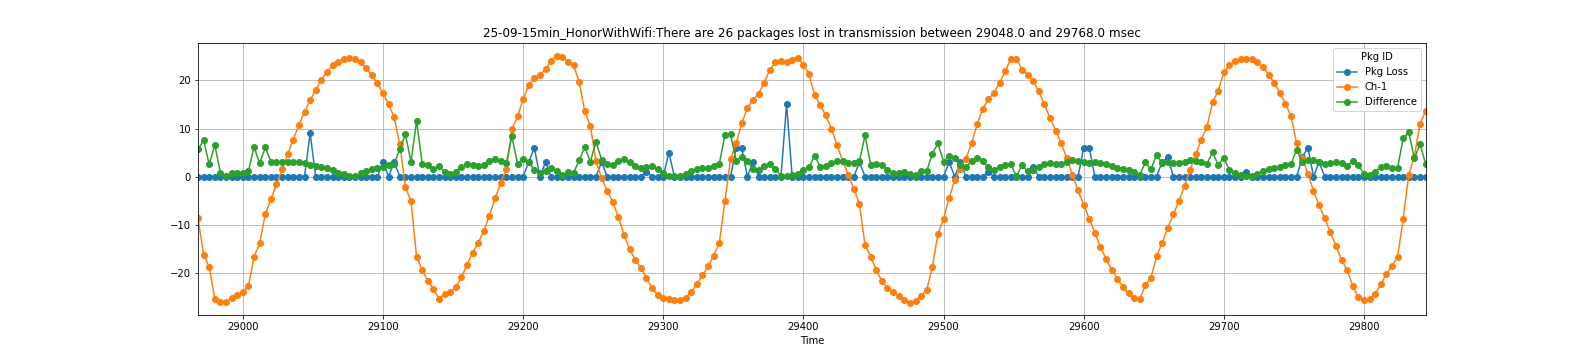 25-09-15min_HonorWithWifi:There are 26 packages lost in transmission between 29048.0 and 29768.0 msec
Pkg ID
Pkg Loss
Ch-1
Difference
20
10
0
−10
−20
29000 29100 29200 29300 29400 29500 29600 29700 29800
Time